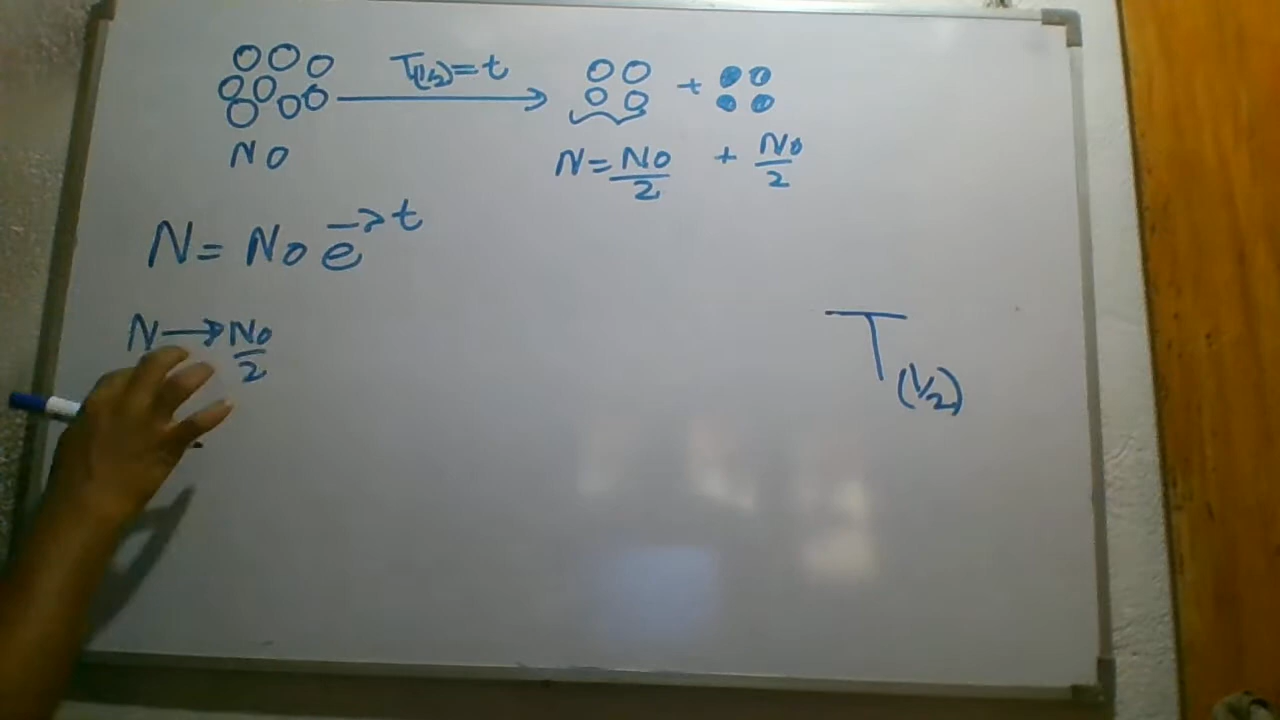 T(1/2) = t
+
N0
N = N0/2 + N0/2
N = N0 e^-λt
N → N0/2
T(1/2)